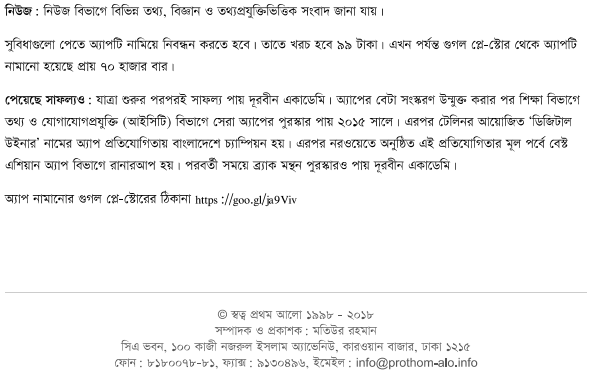 নিউজ : নিউজ বিভাগে বিভিন্ন তথ্য, বিজ্ঞান ও তথ্যপ্রযুক্তিভিত্তিক সংবাদ জানা যায়।
সুবিধাগুলো পেতে অ্যাপটি নামিয়ে নিবন্ধন করতে হবে। তাতে খরচ হবে ৯৯ টাকা। এখন পর্যন্ত গুগল প্লে-স্টোর থেকে অ্যাপটি
নামানো হয়েছে প্রায় ৭০ হাজার বার।
পেয়েছে সাফল্যও : যাত্রা শুরুর পরপরই সাফল্য পায় দূরবীন একাডেমি। অ্যাপের বেটা সংস্করণ উন্মুক্ত করার পর শিক্ষা বিভাগে
তথ্য ও যোগাযোগপ্রযুক্তি (আইসিটি) বিভাগে সেরা অ্যাপের পুরস্কার পায় ২০১৫ সালে। এরপর টেলিনর আয়োজিত ‘ডিজিটাল
উইনার’ নামের অ্যাপ প্রতিযোগিতায় বাংলাদেশে চ্যাম্পিয়ন হয়। এরপর নরওয়েতে অনুষ্ঠিত এই প্রতিযোগিতার মূল পর্বে বেস্ট
এশিয়ান অ্যাপ বিভাগে রানারআপ হয়। পরবর্তী সময়ে ব্র্যাক মন্থন পুরস্কারও পায় দূরবীন একাডেমি।
অ্যাপ নামানোর গুগল প্লে-স্টোরের ঠিকানা https ://goo.gl/ja9Viv
© স্বত্ব প্রথম আলো ১৯৯৮ - ২০১৮
সম্পাদক ও প্রকাশক : মতিউর রহমান
সিএ ভবন, ১০০ কাজী নজরুল ইসলাম অ্যাভেনিউ, কারওয়ান বাজার, ঢাকা ১২১৫
ফোন : ৮১৮০০৭৮-৮১, ফ্যাক্স : ৯১৩০৪৯৬, ইমেইল : info@prothom-alo.info